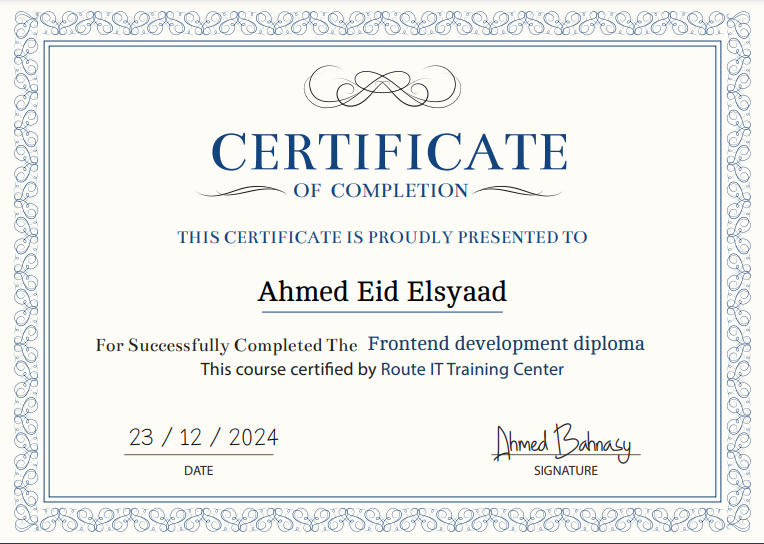 CERTIFICATE
OF COMPLETION
THIS CERTIFICATE IS PROUDLY PRESENTED TO
Ahmed Eid Elsyaad
For Successfully Completed The Frontend development diploma
This course certified by Route IT Training Center
23 / 12 / 2024
Ahmed Bahnasy
DATE
SIGNATURE